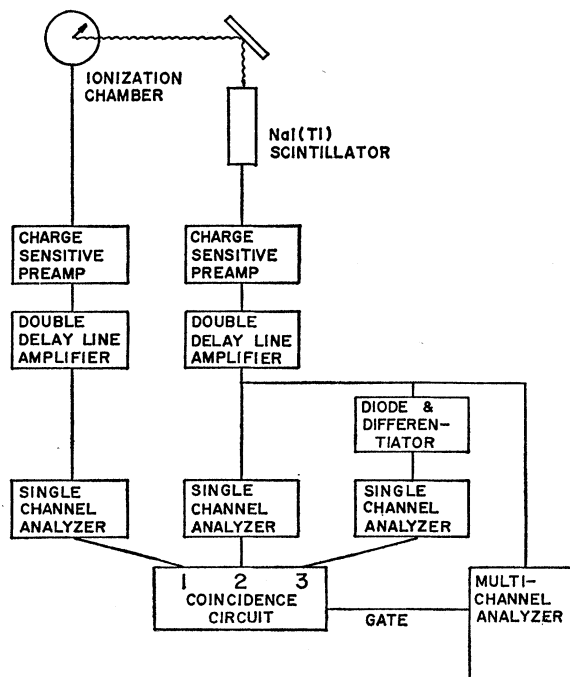 IONIZATION
CHAMBER
NaI(Tl)
SCINTILLATOR
CHARGE
SENSITIVE
PREAMP
CHARGE
SENSITIVE
PREAMP
DOUBLE
DELAY LINE
AMPLIFIER
DOUBLE
DELAY LINE
AMPLIFIER
DIODE &
DIFFEREN-
TIATOR
SINGLE
CHANNEL
ANALYZER
SINGLE
CHANNEL
ANALYZER
SINGLE
CHANNEL
ANALYZER
1 2 3
COINCIDENCE
CIRCUIT
GATE
MULTI-
CHANNEL
ANALYZER